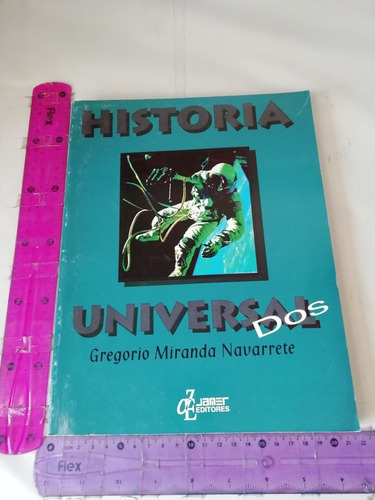 HISTORIA
UNIVERSAL
Dos
Gregorio Miranda Navarrete
JAMER
EDITORES
Flex
Flex